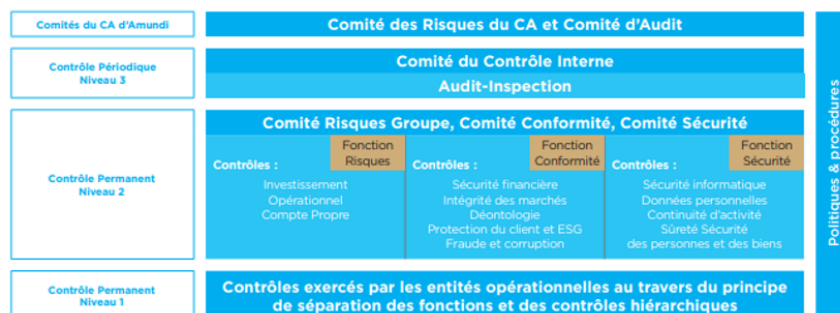 Comités du CA d'Amundi
Comité des Risques du CA et Comité d'Audit
Contrôle Périodique
Niveau 3
Comité du Contrôle Interne
Audit-Inspection
Contrôle Permanent
Niveau 2
Comité Risques Groupe, Comité Conformité, Comité Sécurité
Contrôles :
Fonction
Risques
Investissement
Opérationnel
Compte Propre
Contrôles :
Fonction
Conformité
Sécurité financière
Intégrité des marchés
Déontologie
Protection du client et ESG
Fraude et corruption
Contrôles :
Fonction
Sécurité
Sécurité informatique
Données personnelles
Continuité d'activité
Sûreté Sécurité
des personnes et des biens
Contrôle Permanent
Niveau 1
Contrôles exercés par les entités opérationnelles au travers du principe
de séparation des fonctions et des contrôles hiérarchiques
Politiques & procédures